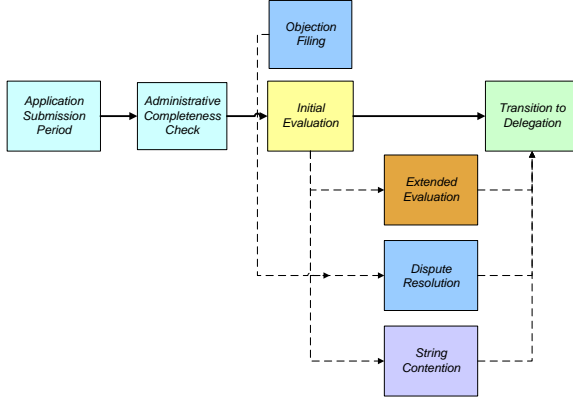 Objection
Filing
Application
Submission
Period
Administrative
Completeness
Check
Initial
Evaluation
Transition to
Delegation
Extended
Evaluation
Dispute
Resolution
String
Contention